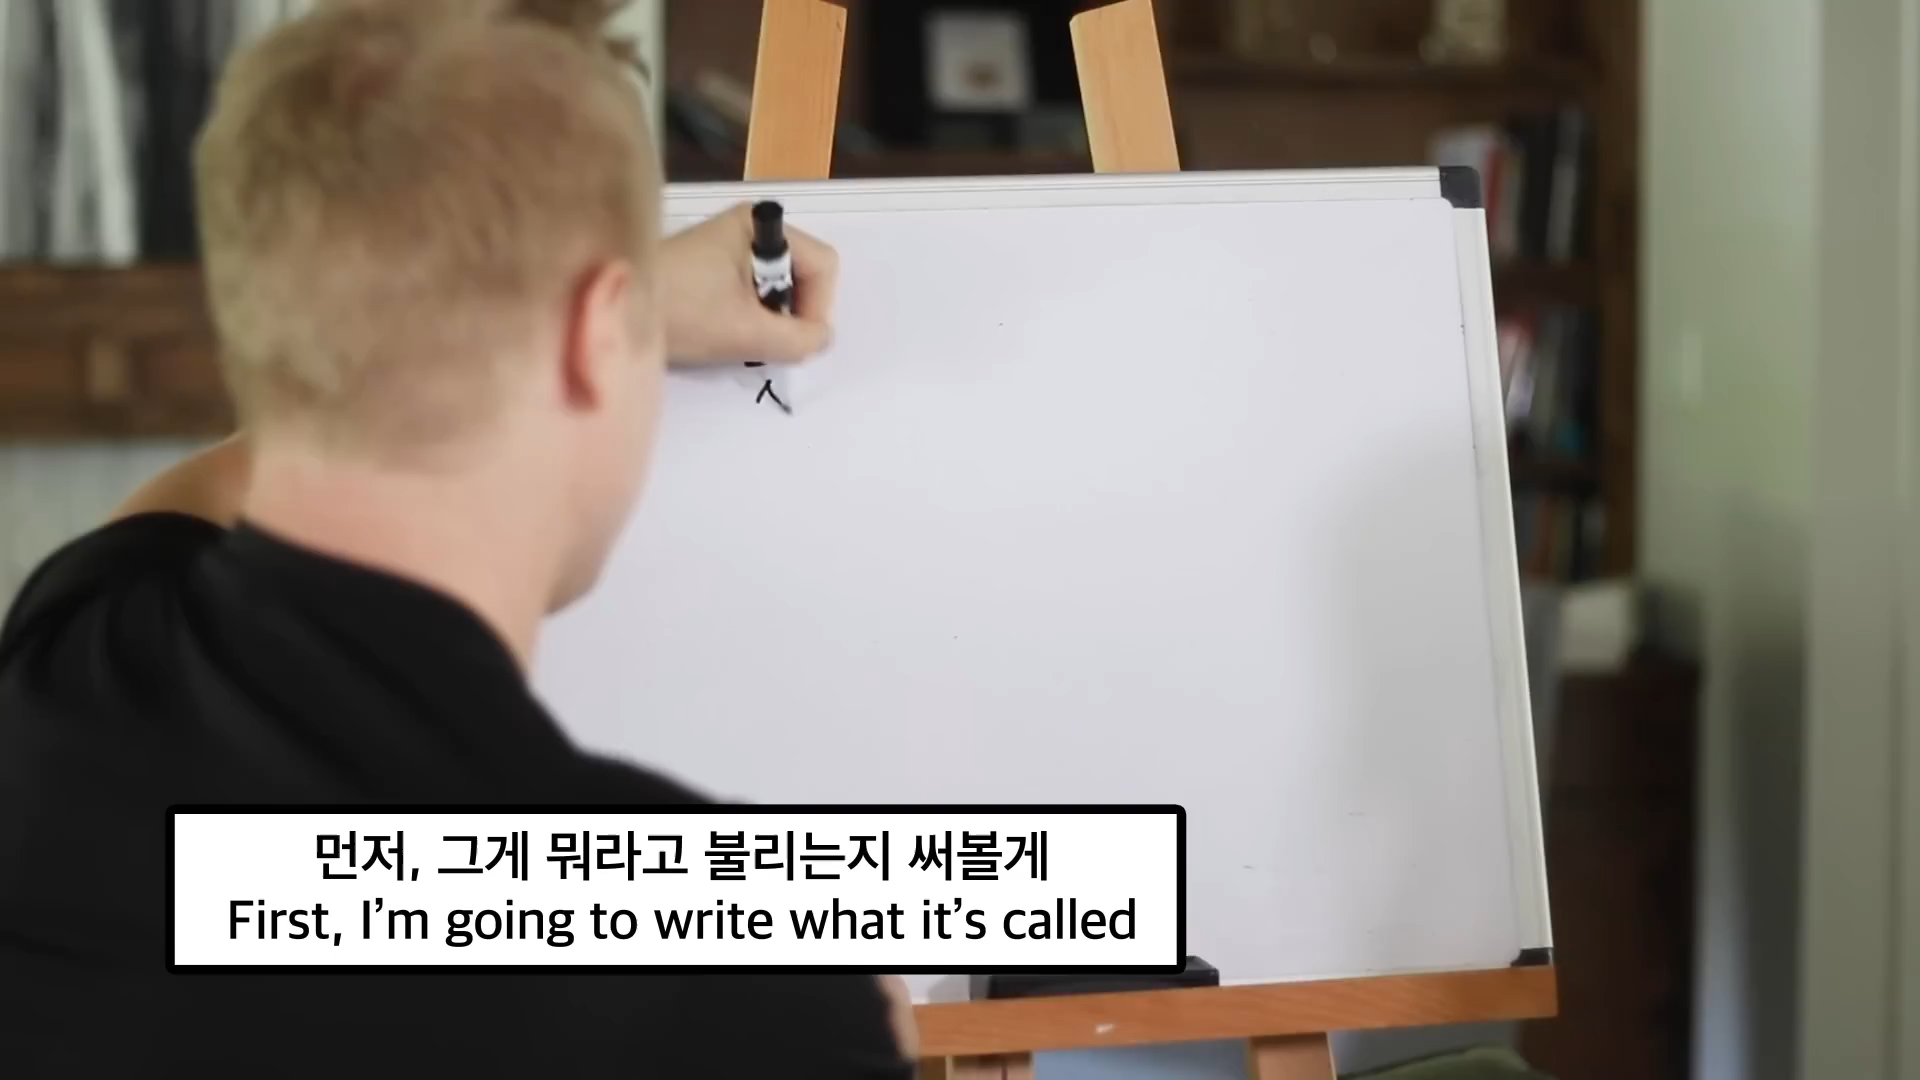 먼저, 그게 뭐라고 불리는지 써볼게
First, I’m going to write what it’s called